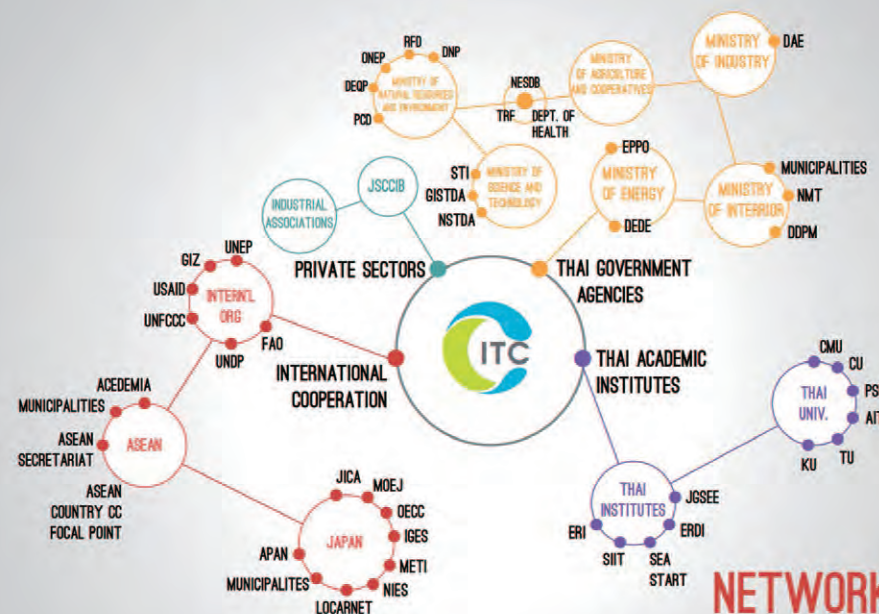 RFD
ONEP
DNP
DEQP
MINISTRY OF
NATURAL RESOURCES
AND ENVIRONMENT
PCD
NESDB
TRF
DEPT. OF
HEALTH
MINISTRY
OF AGRICULTURE
AND COOPERATIVES
MINISTRY
OF INDUSTRY
DAE
STI
GISTDA
NSTDA
MINISTRY OF
SCIENCE AND
TECHNOLOGY
EPPO
MINISTRY
OF ENERGY
DEDE
MUNICIPALITIES
MINISTRY
OF INTERRIOR
NMT
DDPM
INDUSTRIAL
ASSOCIATIONS
JSCCIB
PRIVATE SECTORS
THAI GOVERNMENT
AGENCIES
GIZ
UNEP
USAID
INTERN'L
ORG
UNFCCC
FAO
UNDP
INTERNATIONAL
COOPERATION
CITC
THAI ACADEMIC
INSTITUTES
ACEDEMIA
MUNICIPALITIES
ASEAN
SECRETARIAT
ASEAN
ASEAN
COUNTRY CC
FOCAL POINT
JICA
MOEJ
OECC
IGES
JAPAN
APAN
METI
MUNICIPALITES
NIES
LOCARNET
CMU
CU
THAI
UNIV.
PS
AIT
KU
TU
THAI
INSTITUTES
JGSEE
ERI
ERDI
SIIT
SEA
START
NETWORK